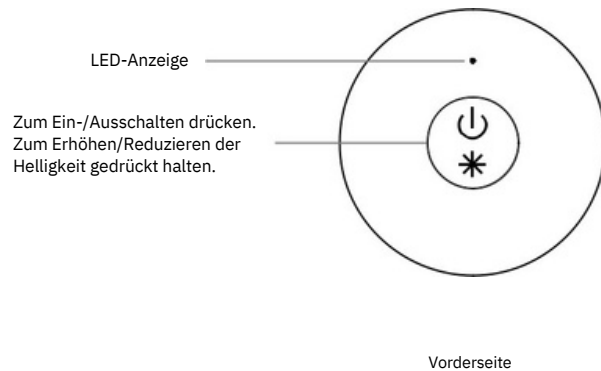 LED-Anzeige
Zum Ein-/Ausschalten drücken.
Zum Erhöhen/Reduzieren der
Helligkeit gedrückt halten.
Vorderseite